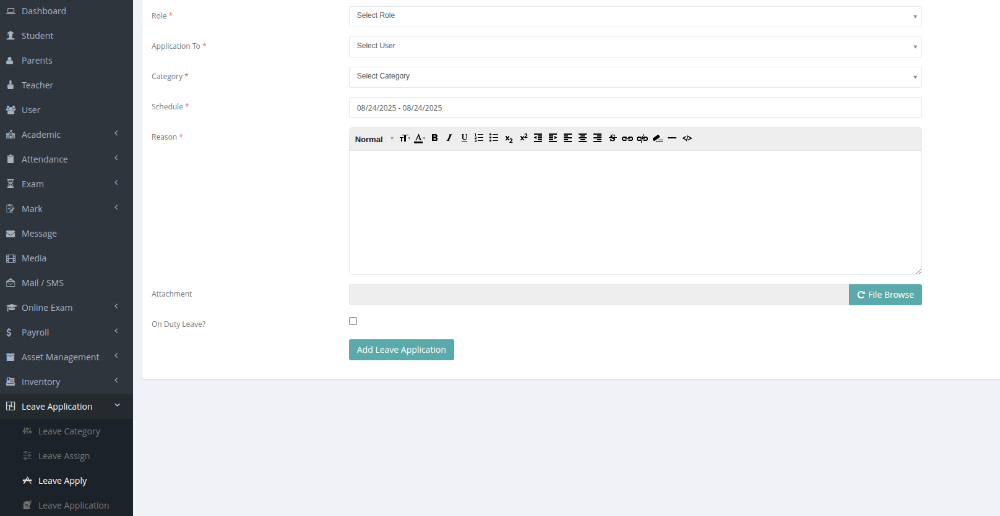 Dashboard
Student
Parents
Teacher
User
Academic
Attendance
Exam
Mark
Message
Media
Mail / SMS
Online Exam
Payroll
Asset Management
Inventory
Leave Application
Leave Category
Leave Assign
Leave Apply
Leave Application
Role *
Select Role
Application To *
Select User
Category *
Select Category
Schedule *
08/24/2025 - 08/24/2025
Reason *
Normal
Attachment
File Browse
On Duty Leave?
Add Leave Application